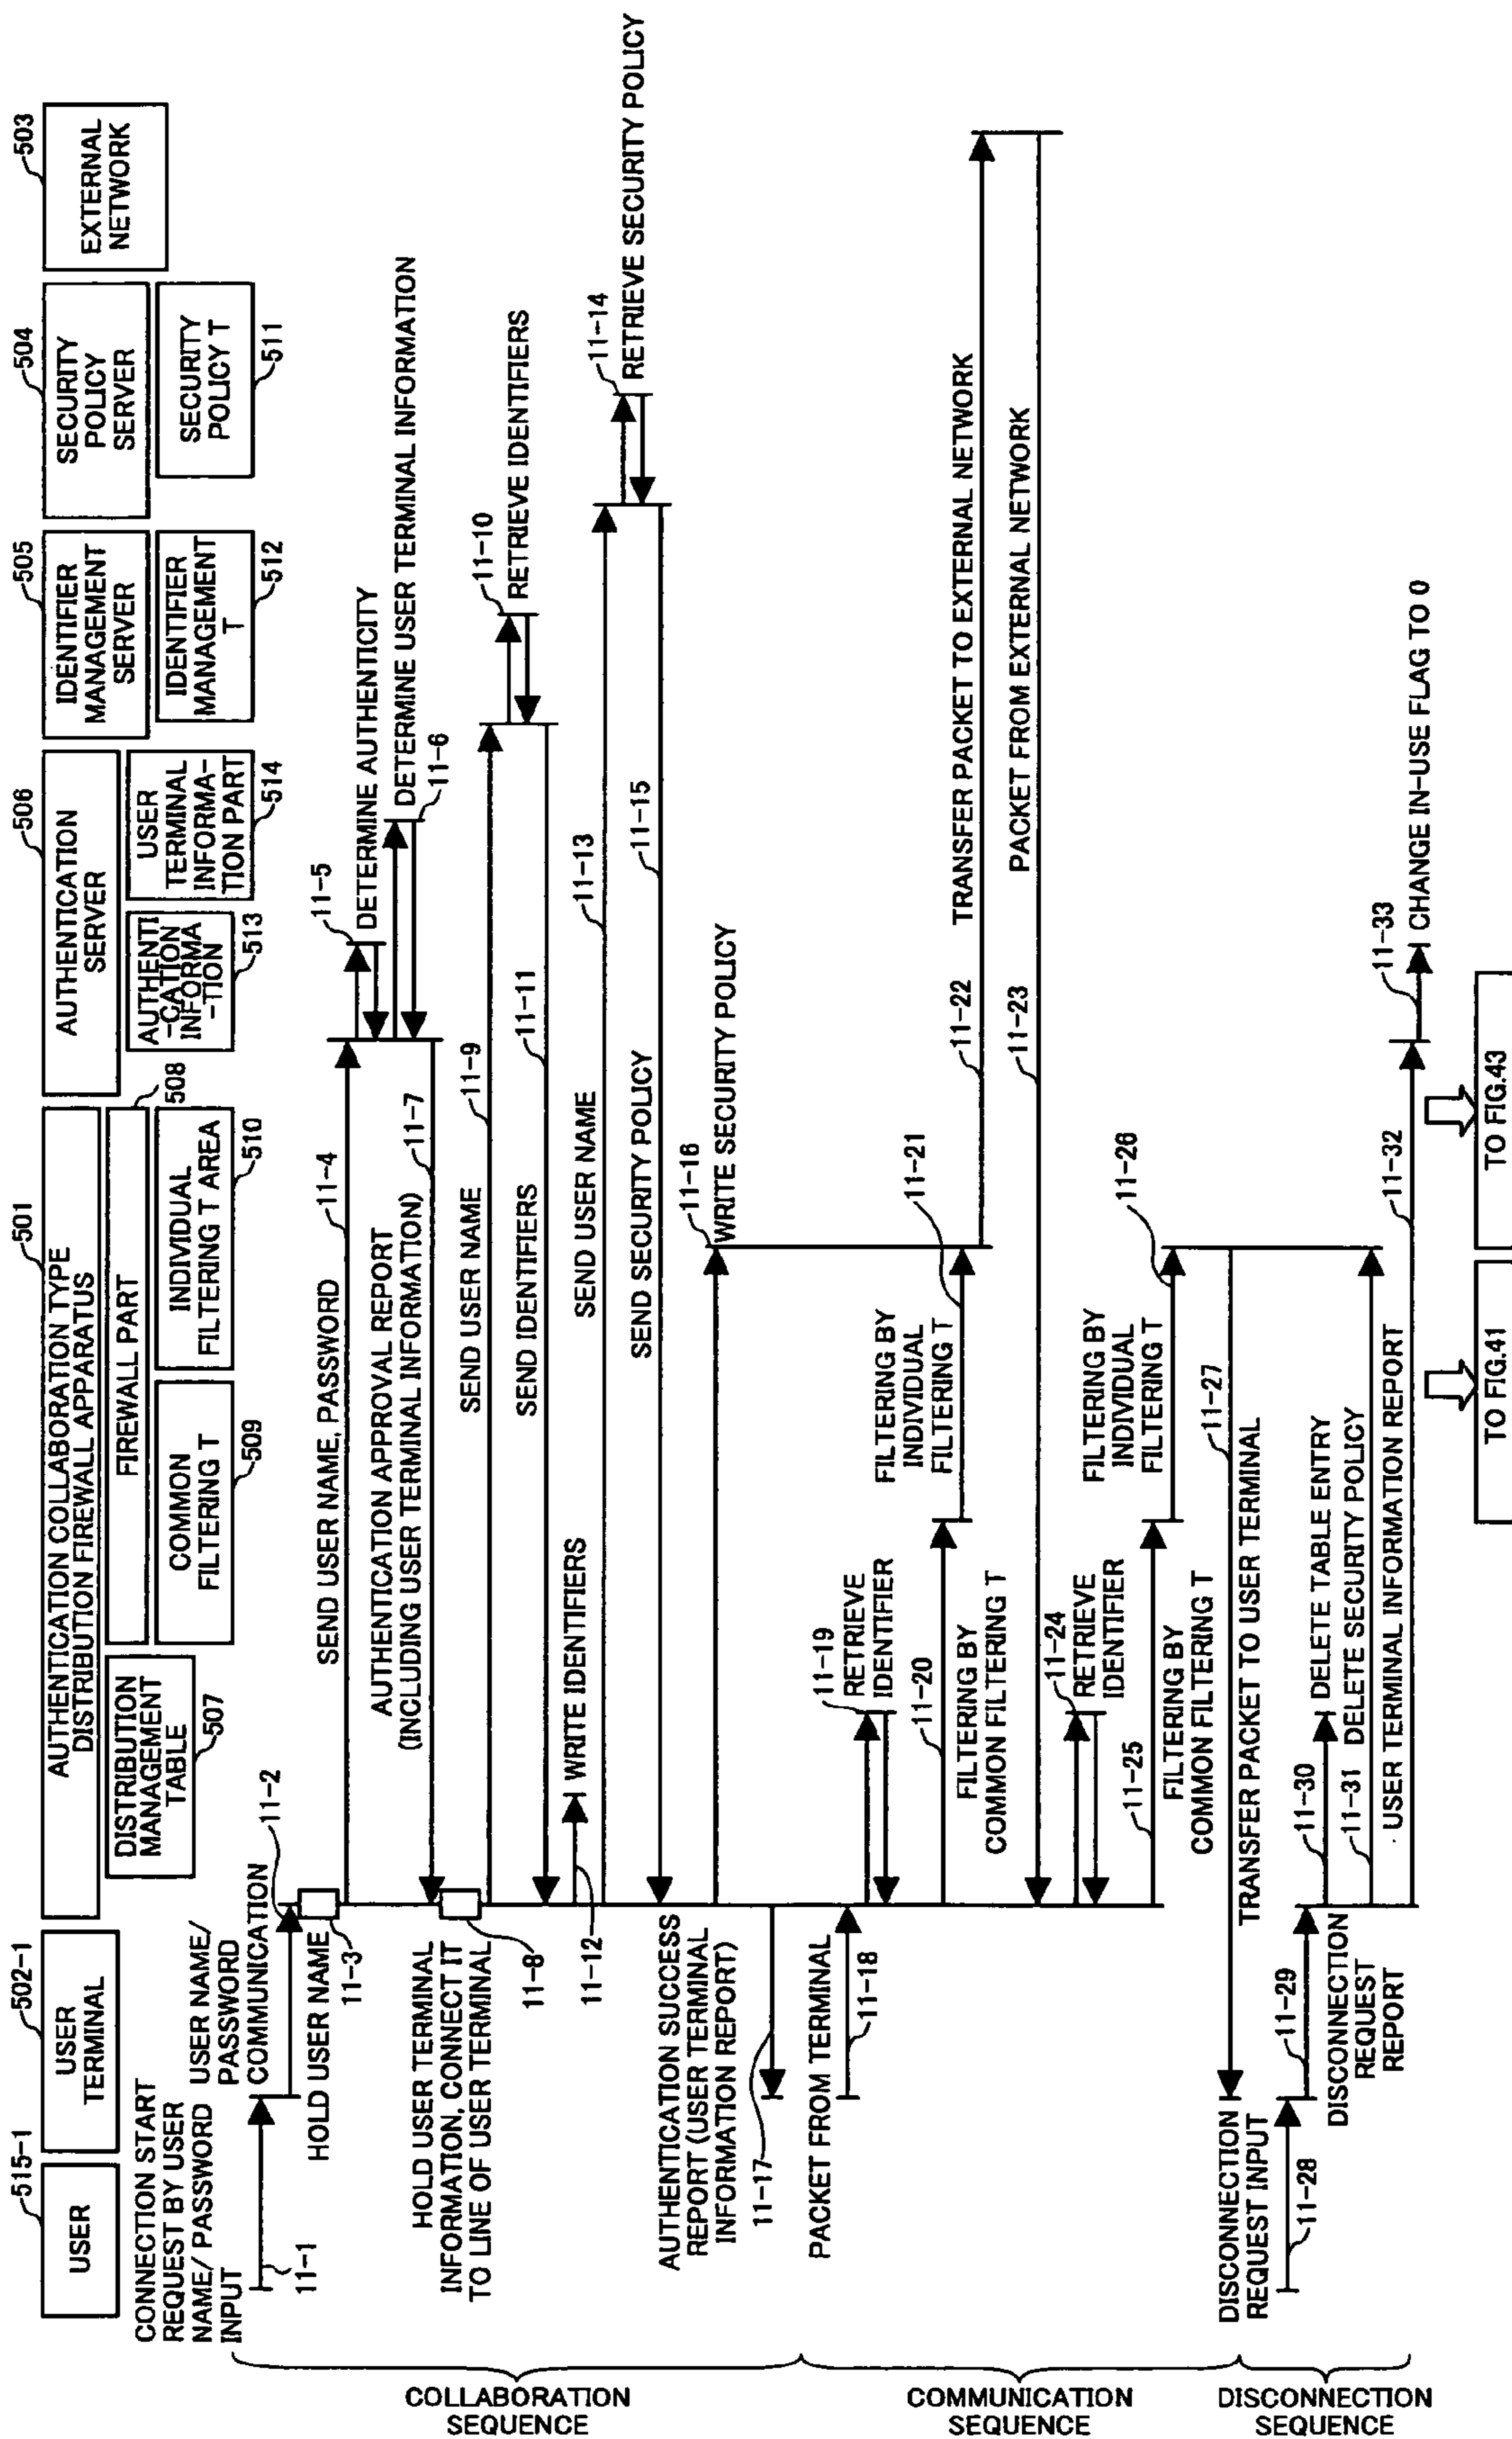 515-1
USER
502-1
USER
TERMINAL
501
AUTHENTICATION COLLABORATION TYPE
DISTRIBUTION FIREWALL APPARATUS
DISTRIBUTION
MANAGEMENT
TABLE
507
FIREWALL PART
508
COMMON
FILTERING T
509
INDIVIDUAL
FILTERING T AREA
510
506
AUTHENTICATION
SERVER
AUTHENTI
-CATION
INFORMA
-TION
513
USER
TERMINAL
INFORMA-
TION PART
514
505
IDENTIFIER
MANAGEMENT
SERVER
IDENTIFIER
MANAGEMENT
T
512
504
SECURITY
POLICY
SERVER
SECURITY
POLICY T
511
503
EXTERNAL
NETWORK
CONNECTION START
REQUEST BY USER
NAME/ PASSWORD
INPUT
11-1
USER NAME/
PASSWORD
COMMUNICATION
11-2
HOLD USER NAME
11-3
SEND USER NAME, PASSWORD
11-4
11-5
DETERMINE AUTHENTICITY
DETERMINE USER TERMINAL INFORMATION
11-6
AUTHENTICATION APPROVAL REPORT
(INCLUDING USER TERMINAL INFORMATION)
11-7
HOLD USER TERMINAL
INFORMATION, CONNECT IT
TO LINE OF USER TERMINAL
11-8
SEND USER NAME
11-9
11-10
RETRIEVE IDENTIFIERS
SEND IDENTIFIERS
11-11
WRITE IDENTIFIERS
11-12
SEND USER NAME
11-13
11-14
RETRIEVE SECURITY POLICY
SEND SECURITY POLICY
11-15
11-16
WRITE SECURITY POLICY
AUTHENTICATION SUCCESS
REPORT (USER TERMINAL
INFORMATION REPORT)
11-17
PACKET FROM TERMINAL
11-18
11-19
RETRIEVE
IDENTIFIER
11-20
FILTERING BY
COMMON FILTERING T
FILTERING BY
INDIVIDUAL
FILTERING T
11-21
11-22
TRANSFER PACKET TO EXTERNAL NETWORK
11-23
PACKET FROM EXTERNAL NETWORK
11-24
RETRIEVE
IDENTIFIER
11-25
FILTERING BY
COMMON FILTERING T
FILTERING BY
INDIVIDUAL
FILTERING T
11-26
11-27
TRANSFER PACKET TO USER TERMINAL
DISCONNECTION
REQUEST INPUT
11-28
11-29
DISCONNECTION
REQUEST
REPORT
11-30
DELETE TABLE ENTRY
11-31
DELETE SECURITY POLICY
USER TERMINAL INFORMATION REPORT
11-32
11-33
CHANGE IN-USE FLAG TO 0
COLLABORATION
SEQUENCE
COMMUNICATION
SEQUENCE
DISCONNECTION
SEQUENCE
TO FIG.41
TO FIG.43